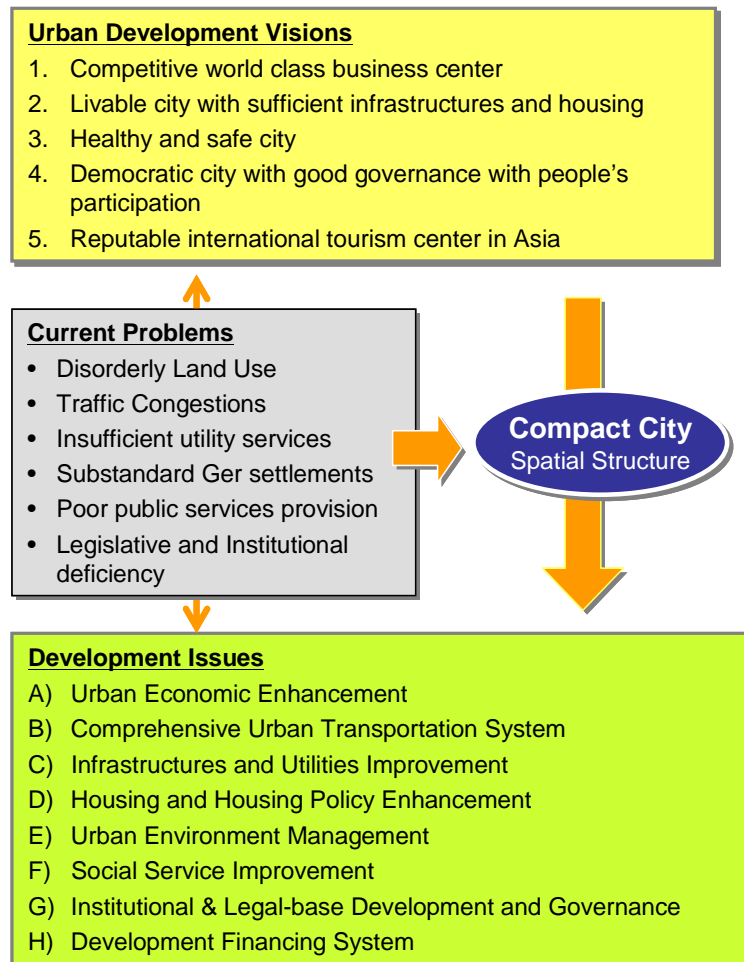 Urban Development Visions
1. Competitive world class business center
2. Livable city with sufficient infrastructures and housing
3. Healthy and safe city
4. Democratic city with good governance with people's
participation
5. Reputable international tourism center in Asia
Current Problems
• Disorderly Land Use
• Traffic Congestions
• Insufficient utility services
• Substandard Ger settlements
• Poor public services provision
• Legislative and Institutional
deficiency
Compact City
Spatial Structure
Development Issues
A) Urban Economic Enhancement
B) Comprehensive Urban Transportation System
C) Infrastructures and Utilities Improvement
D) Housing and Housing Policy Enhancement
E) Urban Environment Management
F) Social Service Improvement
G) Institutional & Legal-base Development and Governance
H) Development Financing System